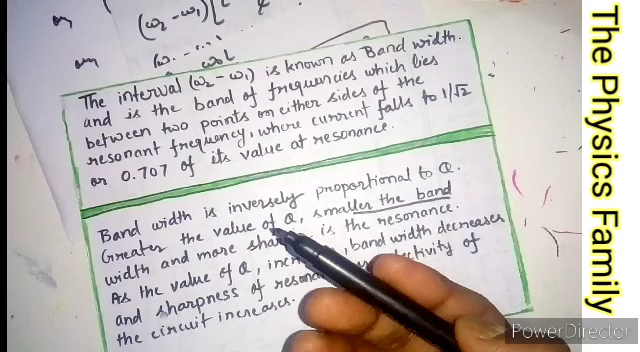 (ω₂-ω₁)L
The interval (ω₂-ω₁) is known as Band width.
and is the band of frequencies which lies
between two points on either sides of the
resonant frequency, where current falls to 1/√2
or 0.707 of its value at resonance.
Band width is inversely proportional to Q.
Greater the value of Q, smaller the band
width and more sharp is the resonance.
As the value of Q, increases, band width decreases
and sharpness of resonance
the circuit increases.
The Physics Family
PowerDirector